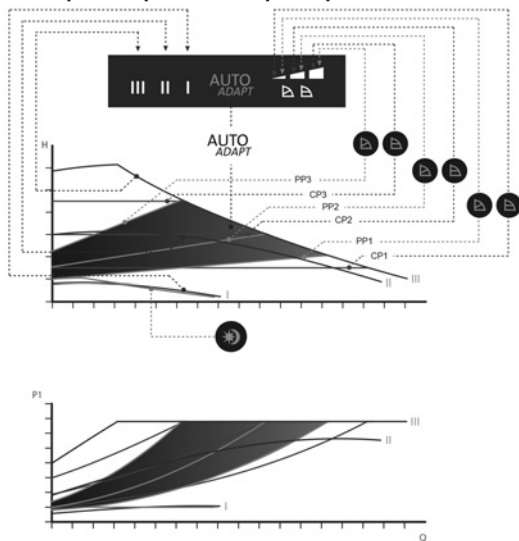 III II I AUTO ADAPT
AUTO
ADAPT
H
PP3
CP3
PP2
CP2
PP1
CP1
III
II
I
P1
III
II
I
Q